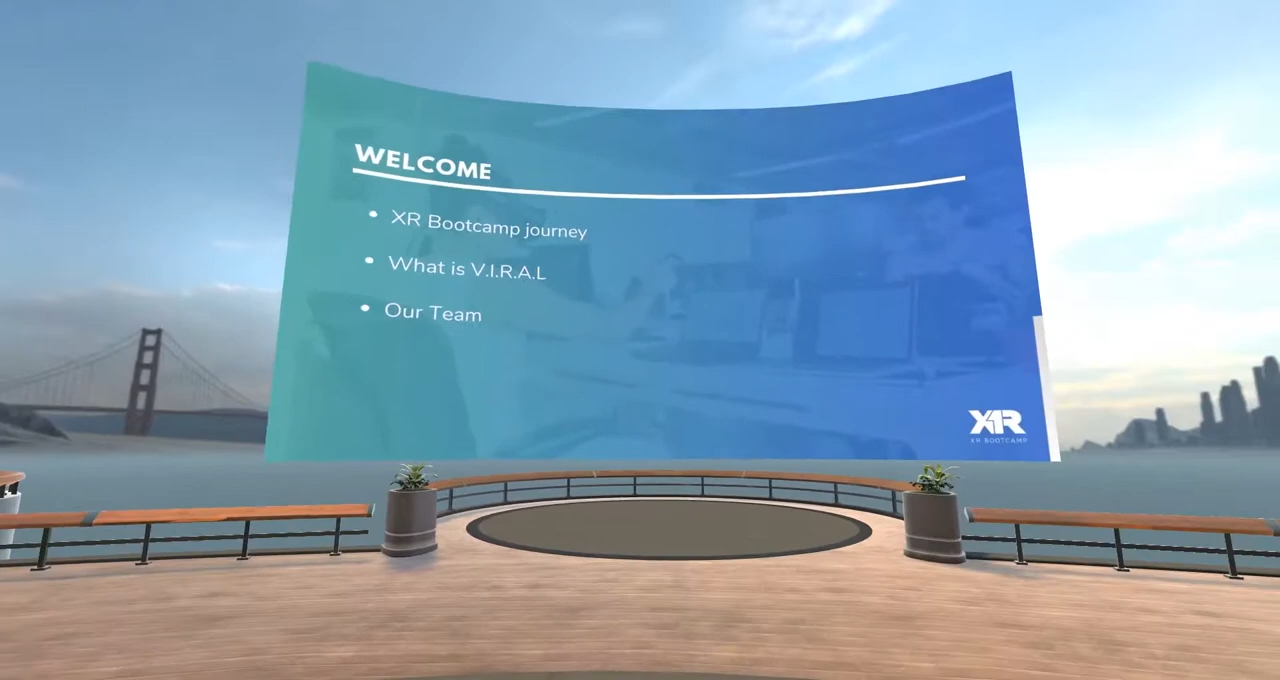 WELCOME
• XR Bootcamp journey
• What is V.I.R.A.L
• Our Team
XR
XR BOOTCAMP